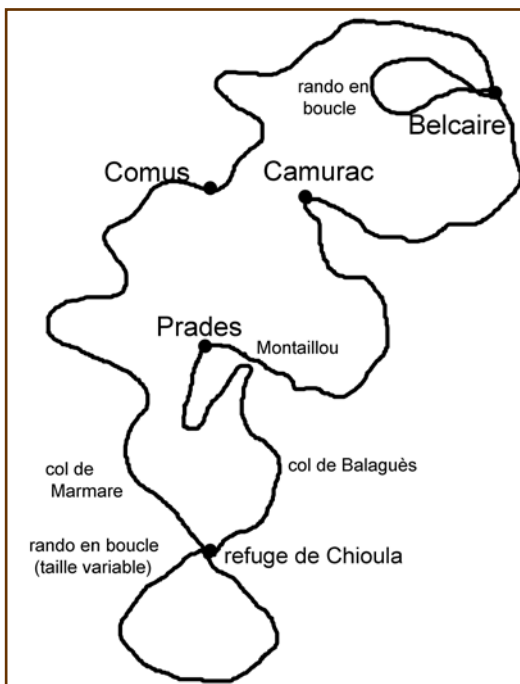 rando en
boucle
Belcaire
Comus
Camurac
Prades
Montaillou
col de
Marmare
col de Balaguès
rando en boucle
(taille variable)
refuge de Chioula